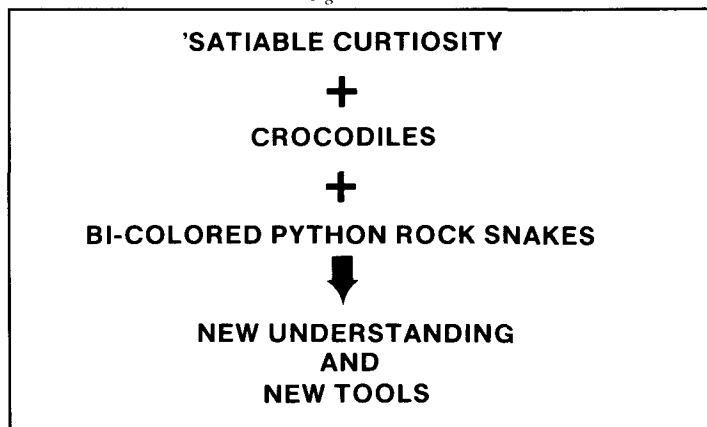 'SATIABLE CURTIOSITY
+
CROCODILES
+
BI-COLORED PYTHON ROCK SNAKES
NEW UNDERSTANDING
AND
NEW TOOLS